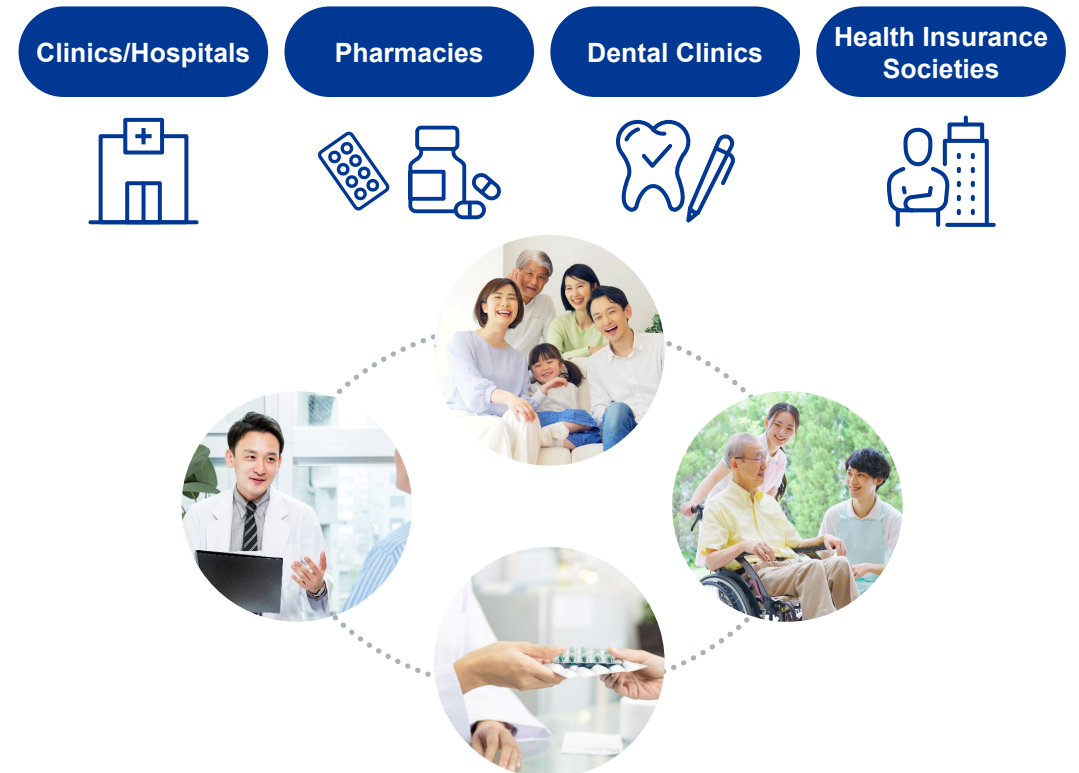 Clinics/Hospitals
Pharmacies
Dental Clinics
Health Insurance
Societies